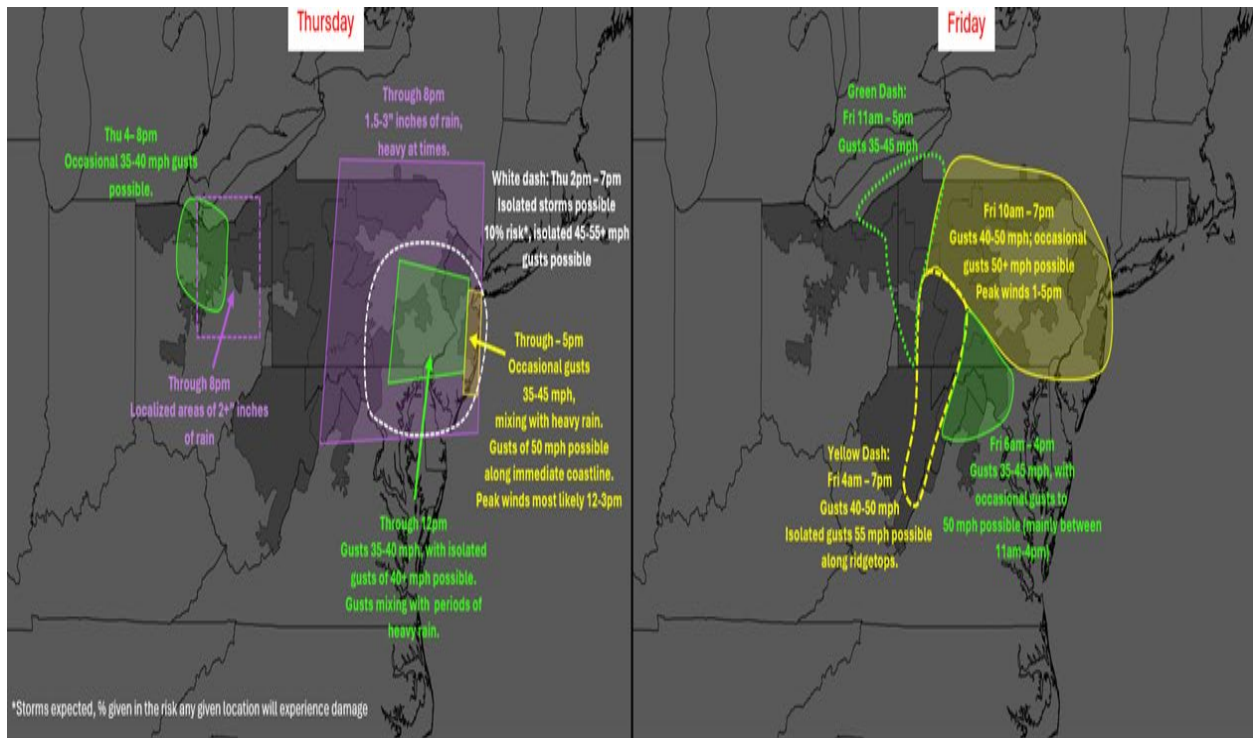 Thursday
Through 8pm
1.5-3" inches of rain,
heavy at times.
Thu 4– 8pm
Occasional 35-40 mph gusts
possible.
White dash: Thu 2pm – 7pm
Isolated storms possible
10% risk*, isolated 45-55+ mph
gusts possible
Through 8pm
Localized areas of 2+" inches
of rain
Through – 5pm
Occasional gusts
35-45 mph,
mixing with heavy rain.
Gusts of 50 mph possible
along immediate coastline.
Peak winds most likely 12-3pm
Through 12pm
Gusts 35-40 mph, with isolated
gusts of 40+ mph possible.
Gusts mixing with periods of
heavy rain.
*Storms expected, % given in the risk any given location will experience damage
Friday
Green Dash:
Fri 11am – 5pm
Gusts 35-45 mph
Fri 10am – 7pm
Gusts 40-50 mph; occasional
gusts 50+ mph possible
Peak winds 1-5pm
Yellow Dash:
Fri 4am – 7pm
Gusts 40-50 mph
Isolated gusts 55 mph possible
along ridgetops.
Fri 6am – 4pm
Gusts 35-45 mph, with
occasional gusts to
50 mph possible (mainly between
11am-4pm)